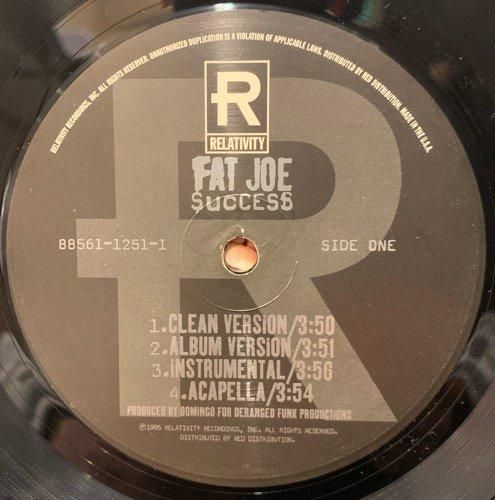 RELATIVITY RECORDINGS, INC. ALL RIGHTS RESERVED. UNAUTHORIZED DUPLICATION IS A VIOLATION OF APPLICABLE LAWS. DISTRIBUTED BY RED DISTRIBUTION. MADE IN THE U.S.A.
R
RELATIVITY
FAT JOE
SUCCESS
88561-1251-1 SIDE ONE
1.CLEAN VERSION/3:50
2.ALBUM VERSION/3:51
3.INSTRUMENTAL/3:56
4.ACAPELLA/3:54
PRODUCED BY DOMINGO FOR DERANGED FUNK PRODUCTIONS
℗©1995 RELATIVITY RECORDINGS, INC. ALL RIGHTS RESERVED.
DISTRIBUTED BY RED DISTRIBUTION.
R